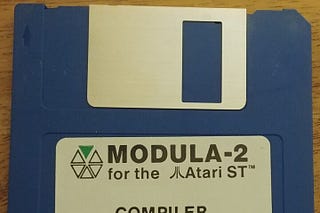 MODULA-2
for the Atari ST™
COMPILER